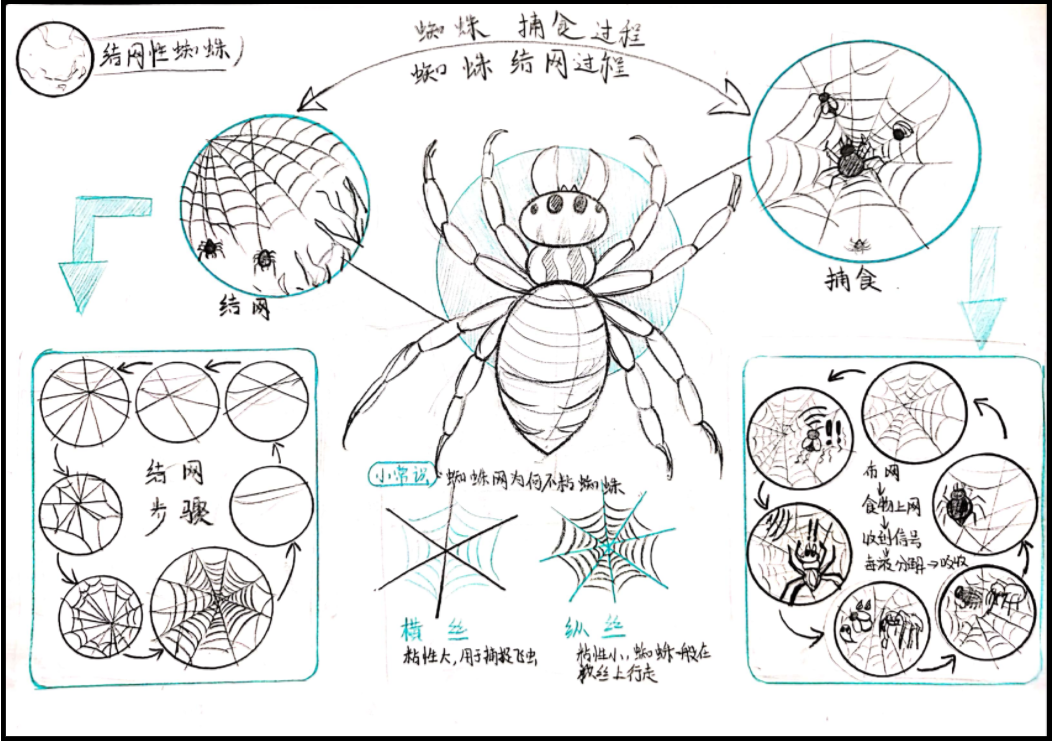 结网性蜘蛛
蜘蛛 捕食过程
蜘蛛结网过程
结网
捕食
结网
步骤
小常识
蜘蛛网为何不粘蜘蛛
横丝
粘性大,用于捕投飞虫
纵丝
粘性小,蜘蛛一般在
丝上行走
布网
食物上网
收到信号
毒液分解→吸收
!!